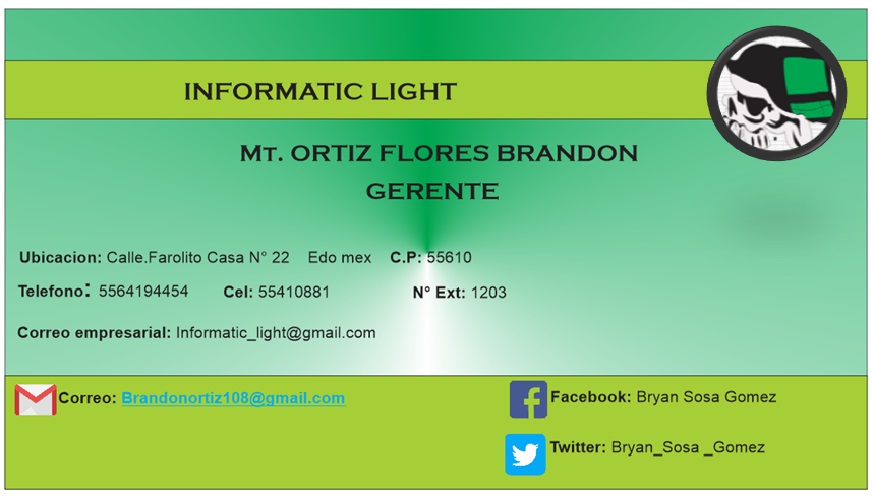 INFORMATIC LIGHT
MT. ORTIZ FLORES BRANDON
GERENTE
Ubicacion: Calle.Farolito Casa N° 22 Edo mex C.P: 55610
Telefono: 5564194454 Cel: 55410881 N° Ext: 1203
Correo empresarial: Informatic_light@gmail.com
Correo: Brandonortiz108@gmail.com
Facebook: Bryan Sosa Gomez
Twitter: Bryan_Sosa _Gomez